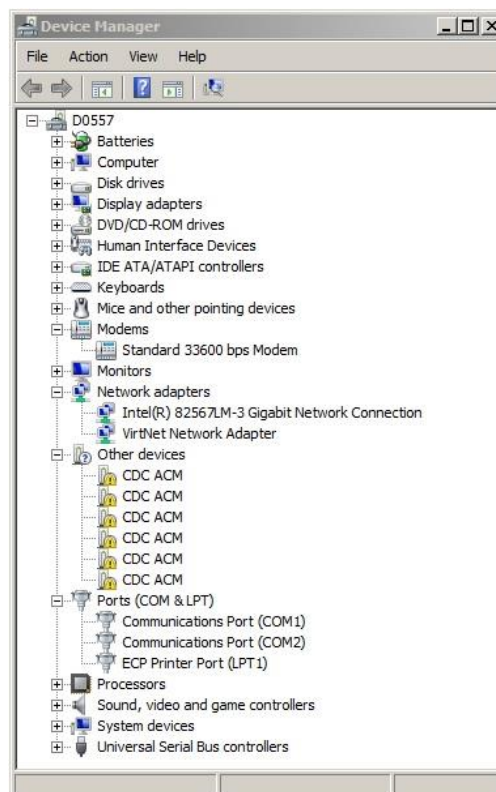 Device Manager
File Action View Help
D0557
Batteries
Computer
Disk drives
Display adapters
DVD/CD-ROM drives
Human Interface Devices
IDE ATA/ATAPI controllers
Keyboards
Mice and other pointing devices
Modems
Standard 33600 bps Modem
Monitors
Network adapters
Intel(R) 82567LM-3 Gigabit Network Connection
VirtNet Network Adapter
Other devices
CDC ACM
CDC ACM
CDC ACM
CDC ACM
CDC ACM
CDC ACM
Ports (COM & LPT)
Communications Port (COM1)
Communications Port (COM2)
ECP Printer Port (LPT1)
Processors
Sound, video and game controllers
System devices
Universal Serial Bus controllers